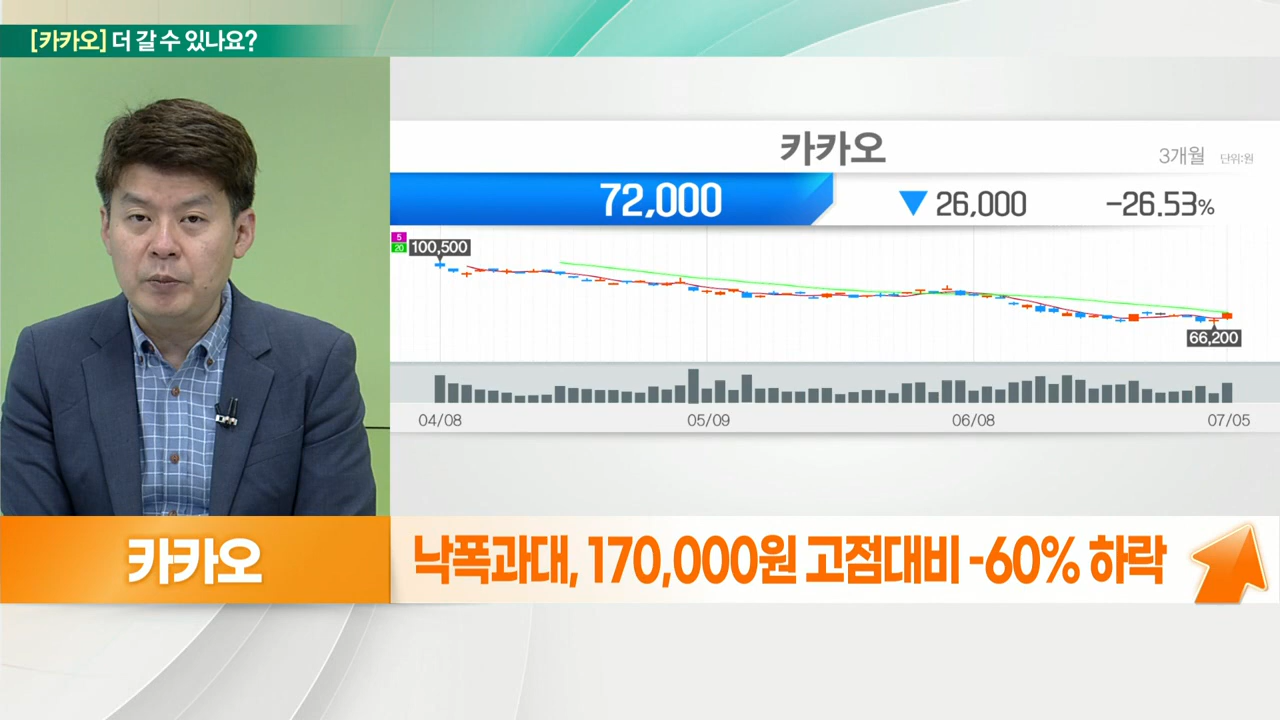 [카카오] 더 갈 수 있나요?
카카오
3개월 단위:원
72,000 ▼ 26,000 -26.53%
5
20
100,500
66,200
04/08 05/09 06/08 07/05
카카오
낙폭과대, 170,000원 고점대비 -60% 하락